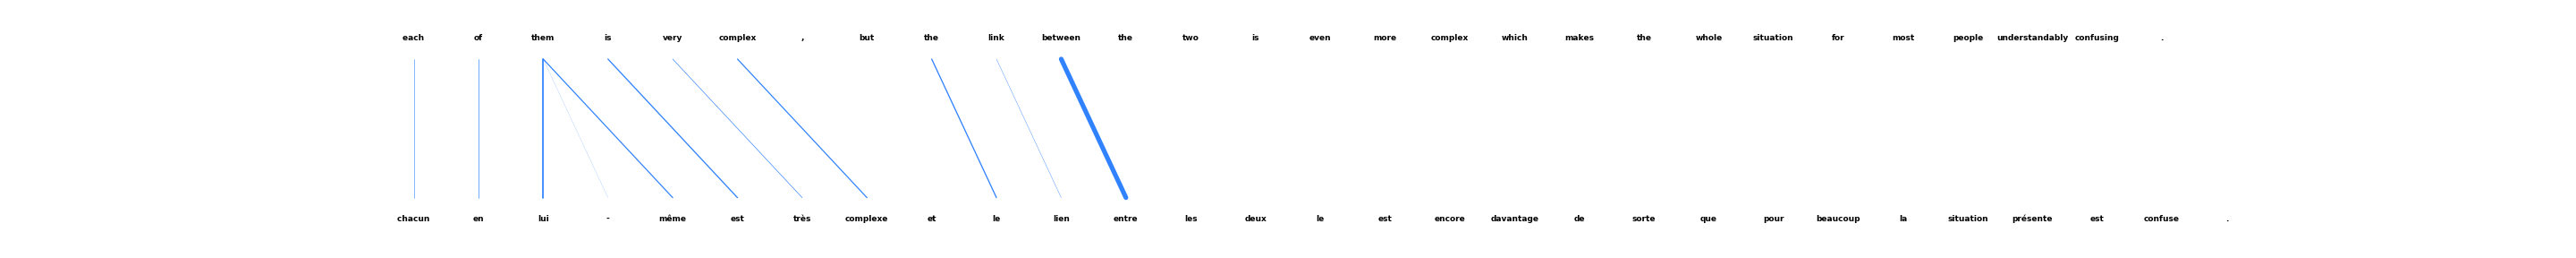 each of them is very complex , but the link between the two is even more complex which makes the whole situation for most people understandably confusing .
chacun en lui - même est très complexe et le lien entre les deux le est encore davantage de sorte que pour beaucoup la situation présente est confuse .